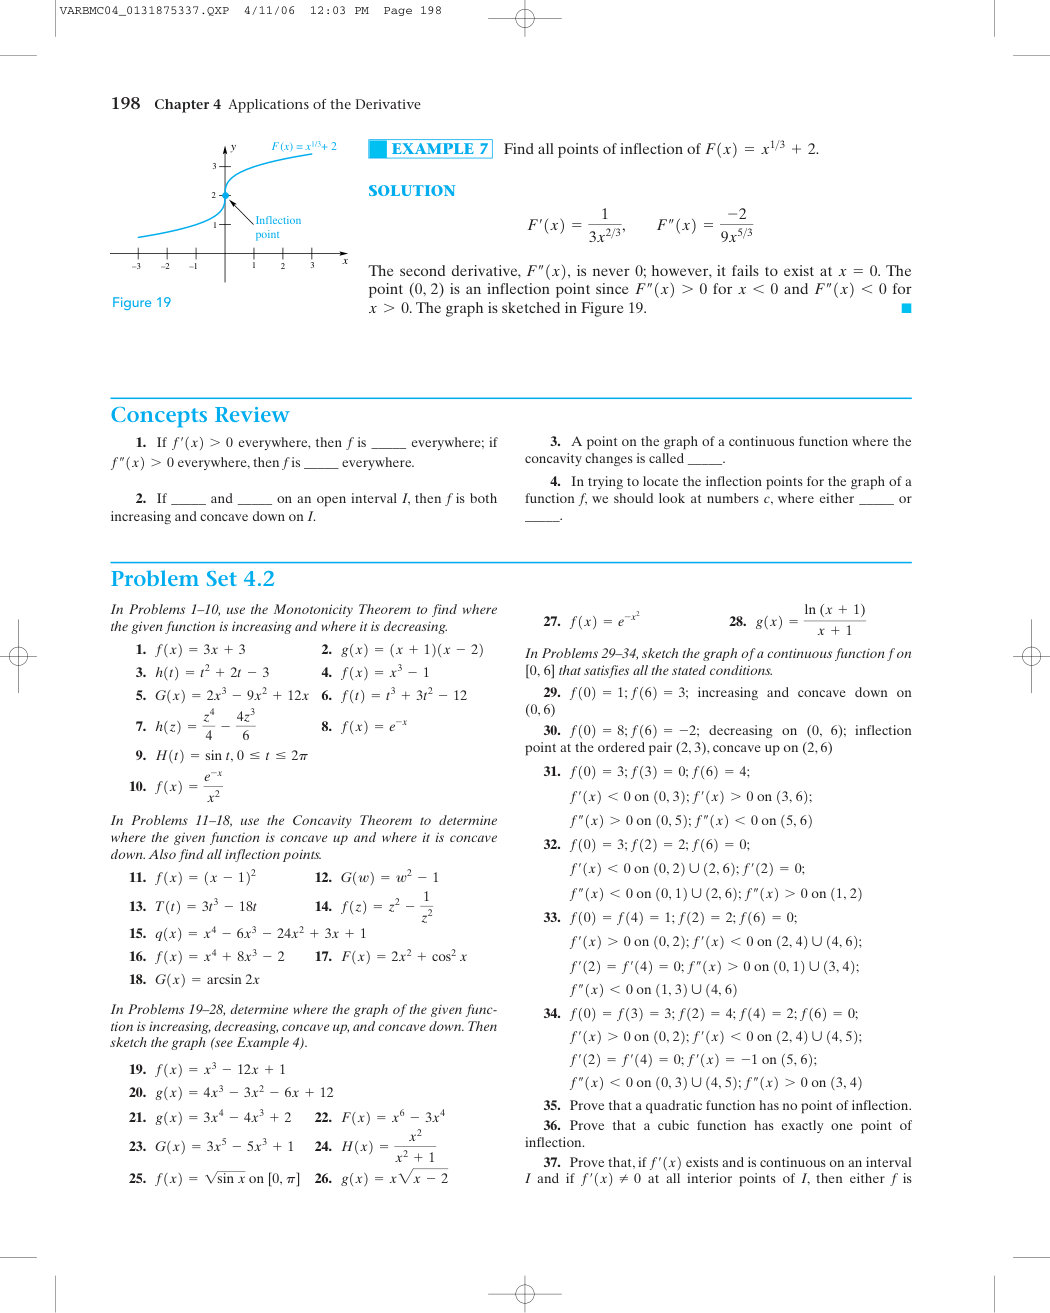 VARBMC04_0131875337.QXP 4/11/06 12:03 PM Page 198
198 Chapter 4 Applications of the Derivative
y
F(x) = x^{1/3} + 2
3
2
1
Inflection
point
–3 –2 –1 1 2 3 x
Figure 19
EXAMPLE 7 Find all points of inflection of F(x) = x^{1/3} + 2.
SOLUTION
F′(x) = 1/(3x^{2/3}), F″(x) = −2/(9x^{5/3})
The second derivative, F″(x), is never 0; however, it fails to exist at x = 0. The
point (0, 2) is an inflection point since F″(x) > 0 for x < 0 and F″(x) < 0 for
x > 0. The graph is sketched in Figure 19.
Concepts Review
1. If f′(x) > 0 everywhere, then f is _____ everywhere; if
f″(x) > 0 everywhere, then f is _____ everywhere.
2. If _____ and _____ on an open interval I, then f is both
increasing and concave down on I.
3. A point on the graph of a continuous function where the
concavity changes is called _____.
4. In trying to locate the inflection points for the graph of a
function f, we should look at numbers c, where either _____ or
_____.
Problem Set 4.2
In Problems 1–10, use the Monotonicity Theorem to find where
the given function is increasing and where it is decreasing.
1. f(x) = 3x + 3 2. g(x) = (x + 1)(x − 2)
3. h(t) = t² + 2t − 3 4. f(x) = x³ − 1
5. G(x) = 2x³ − 9x² + 12x 6. f(t) = t³ + 3t² − 12
7. h(z) = z⁴/4 − 4z³/6 8. f(x) = e^{−x}
9. H(t) = sin t, 0 ≤ t ≤ 2π
10. f(x) = e^{−x}/x²
In Problems 11–18, use the Concavity Theorem to determine
where the given function is concave up and where it is concave
down. Also find all inflection points.
11. f(x) = (x − 1)² 12. G(w) = w² − 1
13. T(t) = 3t³ − 18t 14. f(z) = z² − 1/z²
15. q(x) = x⁴ − 6x³ − 24x² + 3x + 1
16. f(x) = x⁴ + 8x³ − 2 17. F(x) = 2x² + cos² x
18. G(x) = arcsin 2x
In Problems 19–28, determine where the graph of the given func-
tion is increasing, decreasing, concave up, and concave down. Then
sketch the graph (see Example 4).
19. f(x) = x³ − 12x + 1
20. g(x) = 4x³ − 3x² − 6x + 12
21. g(x) = 3x⁴ − 4x³ + 2 22. F(x) = x⁶ − 3x⁴
23. G(x) = 3x⁵ − 5x³ + 1 24. H(x) = x²/(x² + 1)
25. f(x) = √(sin x) on [0, π] 26. g(x) = x√(x − 2)
27. f(x) = e^{−x²} 28. g(x) = ln (x + 1)/(x + 1)
In Problems 29–34, sketch the graph of a continuous function f on
[0, 6] that satisfies all the stated conditions.
29. f(0) = 1; f(6) = 3; increasing and concave down on
(0, 6)
30. f(0) = 8; f(6) = −2; decreasing on (0, 6); inflection
point at the ordered pair (2, 3), concave up on (2, 6)
31. f(0) = 3; f(3) = 0; f(6) = 4;
f′(x) < 0 on (0, 3); f′(x) > 0 on (3, 6);
f″(x) > 0 on (0, 5); f″(x) < 0 on (5, 6)
32. f(0) = 3; f(2) = 2; f(6) = 0;
f′(x) < 0 on (0, 2) ∪ (2, 6); f′(2) = 0;
f″(x) < 0 on (0, 1) ∪ (2, 6); f″(x) > 0 on (1, 2)
33. f(0) = f(4) = 1; f(2) = 2; f(6) = 0;
f′(x) > 0 on (0, 2); f′(x) < 0 on (2, 4) ∪ (4, 6);
f′(2) = f′(4) = 0; f″(x) > 0 on (0, 1) ∪ (3, 4);
f″(x) < 0 on (1, 3) ∪ (4, 6)
34. f(0) = f(3) = 3; f(2) = 4; f(4) = 2; f(6) = 0;
f′(x) > 0 on (0, 2); f′(x) < 0 on (2, 4) ∪ (4, 5);
f′(2) = f′(4) = 0; f′(x) = −1 on (5, 6);
f″(x) < 0 on (0, 3) ∪ (4, 5); f″(x) > 0 on (3, 4)
35. Prove that a quadratic function has no point of inflection.
36. Prove that a cubic function has exactly one point of
inflection.
37. Prove that, if f′(x) exists and is continuous on an interval
I and if f′(x) ≠ 0 at all interior points of I, then either f is